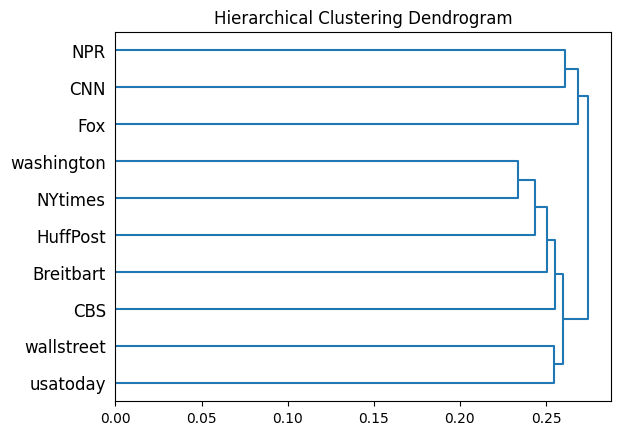 Hierarchical Clustering Dendrogram
NPR
CNN
Fox
washington
NYtimes
HuffPost
Breitbart
CBS
wallstreet
usatoday
0.00 0.05 0.10 0.15 0.20 0.25